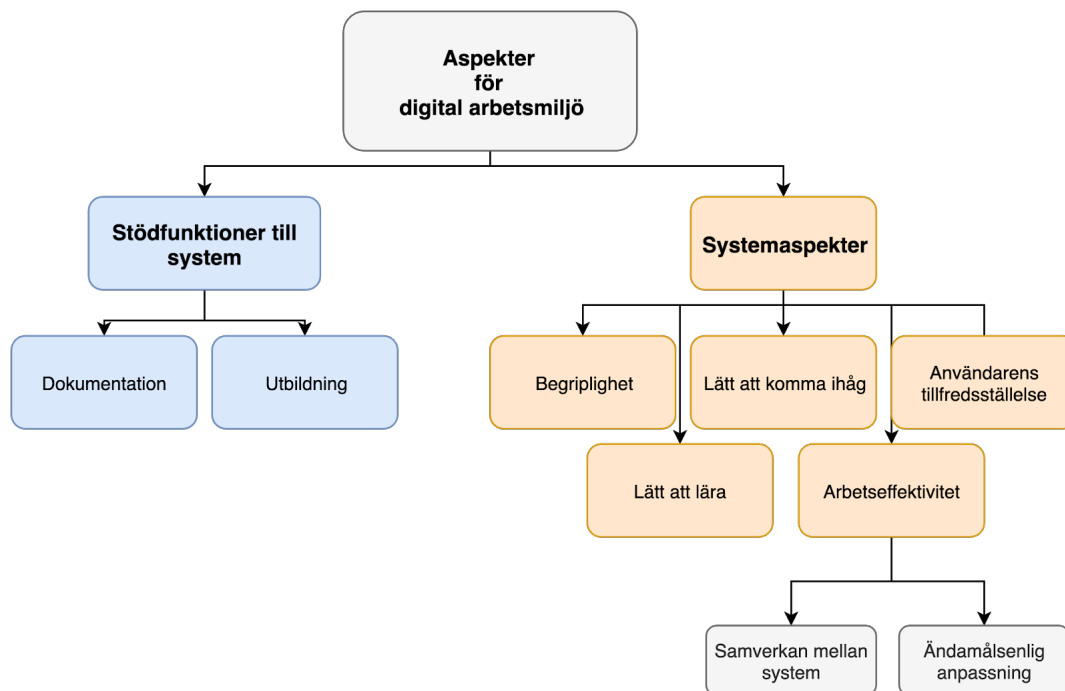 Aspekter
för
digital arbetsmiljö
Stödfunktioner till
system
Systemaspekter
Dokumentation
Utbildning
Begriplighet
Lätt att komma ihåg
Användarens
tillfredsställelse
Lätt att lära
Arbetseffektivitet
Samverkan mellan
system
Ändamålsenlig
anpassning